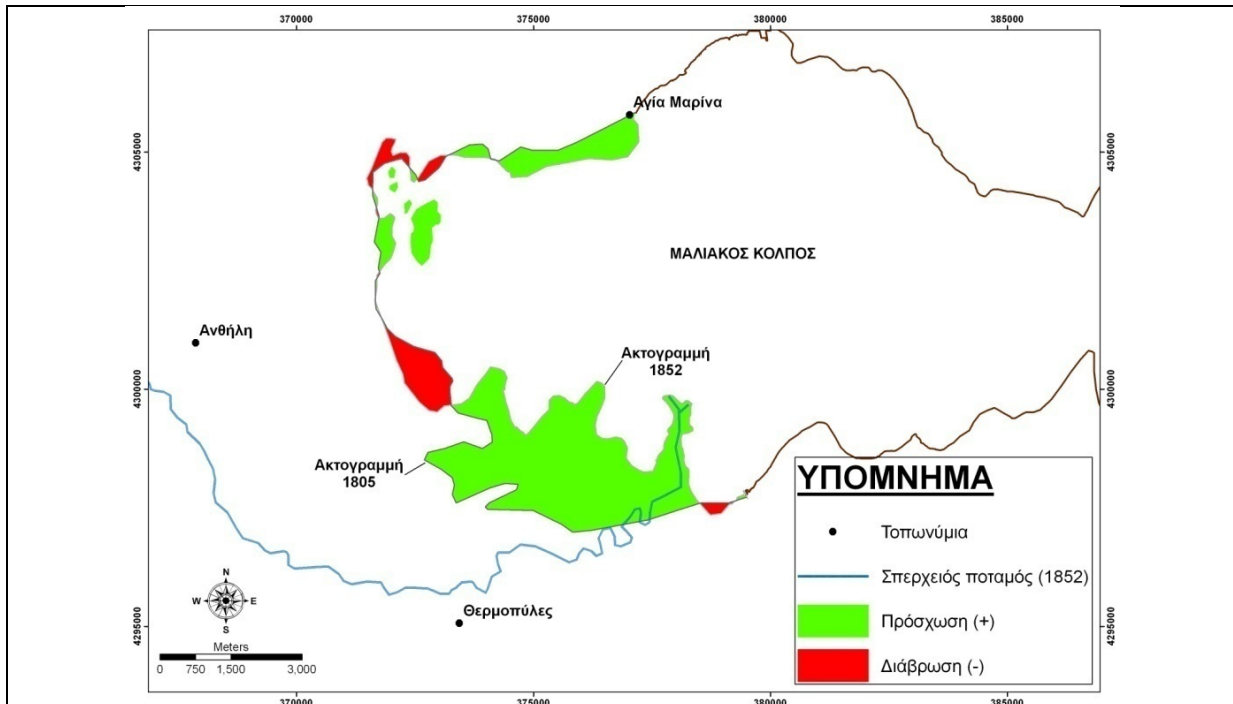 370000
375000
380000
385000
4305000
4305000
Αγία Μαρίνα
ΜΑΛΙΑΚΟΣ ΚΟΛΠΟΣ
Ανθήλη
Ακτογραμμή
1852
4300000
4300000
Ακτογραμμή
1805
ΥΠΟΜΝΗΜΑ
Τοπωνύμια
Σπερχειός ποταμός (1852)
Πρόσχωση (+)
Διάβρωση (-)
N
W
E
S
Θερμοπύλες
4295000
4295000
Meters
0 750 1,500 3,000
370000
375000
380000
385000